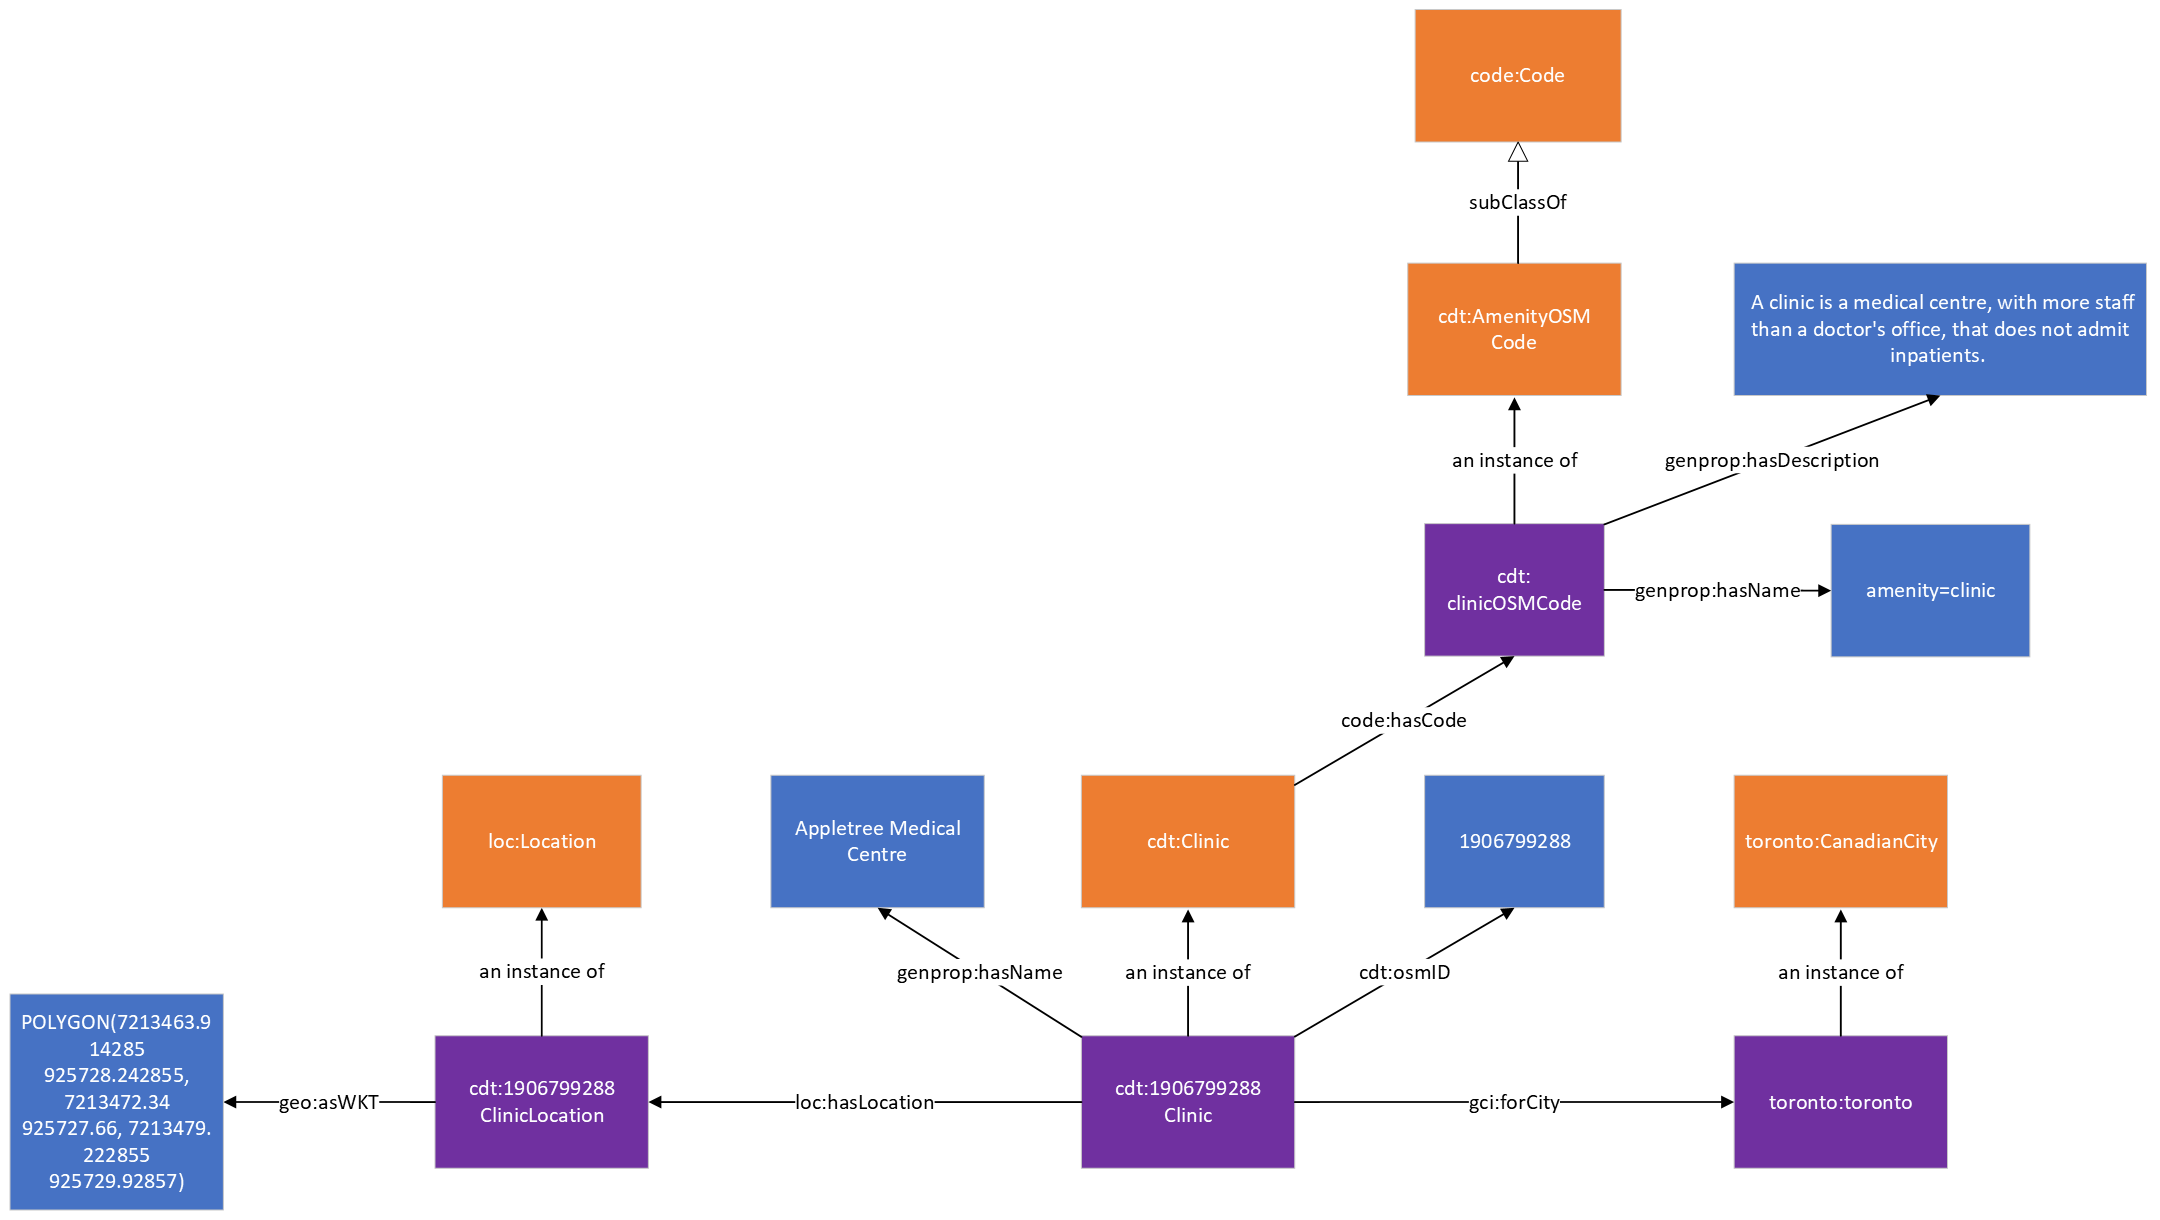 code:Code
subClassOf
cdt:AmenityOSM
Code
A clinic is a medical centre, with more staff
than a doctor's office, that does not admit
inpatients.
an instance of
genprop:hasDescription
cdt:
clinicOSMCode
genprop:hasName
amenity=clinic
code:hasCode
loc:Location
Appletree Medical
Centre
cdt:Clinic
1906799288
toronto:CanadianCity
an instance of
genprop:hasName
an instance of
cdt:osmID
an instance of
POLYGON(7213463.9
14285
925728.242855,
7213472.34
925727.66, 7213479.
222855
925729.92857)
geo:asWKT
cdt:1906799288
ClinicLocation
loc:hasLocation
cdt:1906799288
Clinic
gci:forCity
toronto:toronto